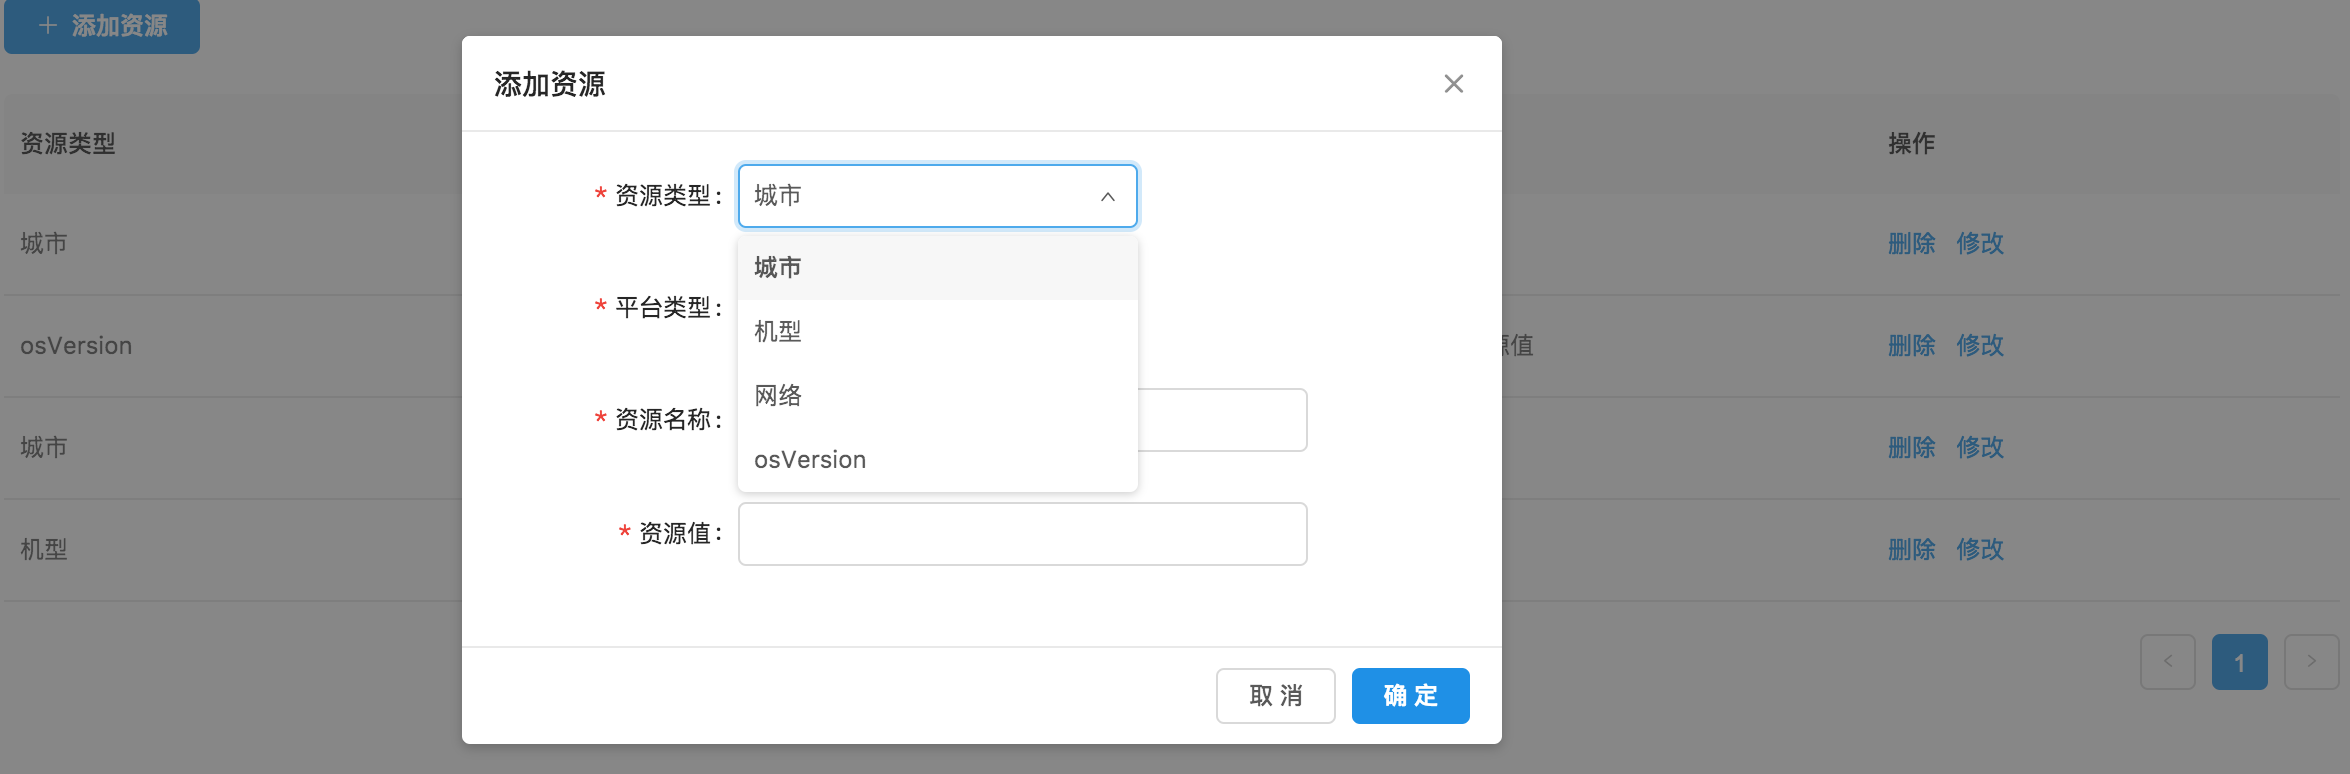 添加资源
添加资源
资源类型
操作
* 资源类型: 城市
城市
城市
删除 修改
* 平台类型:
机型
osVersion
源值
删除 修改
网络
* 资源名称:
城市
删除 修改
osVersion
* 资源值:
机型
删除 修改
取 消
确 定
1